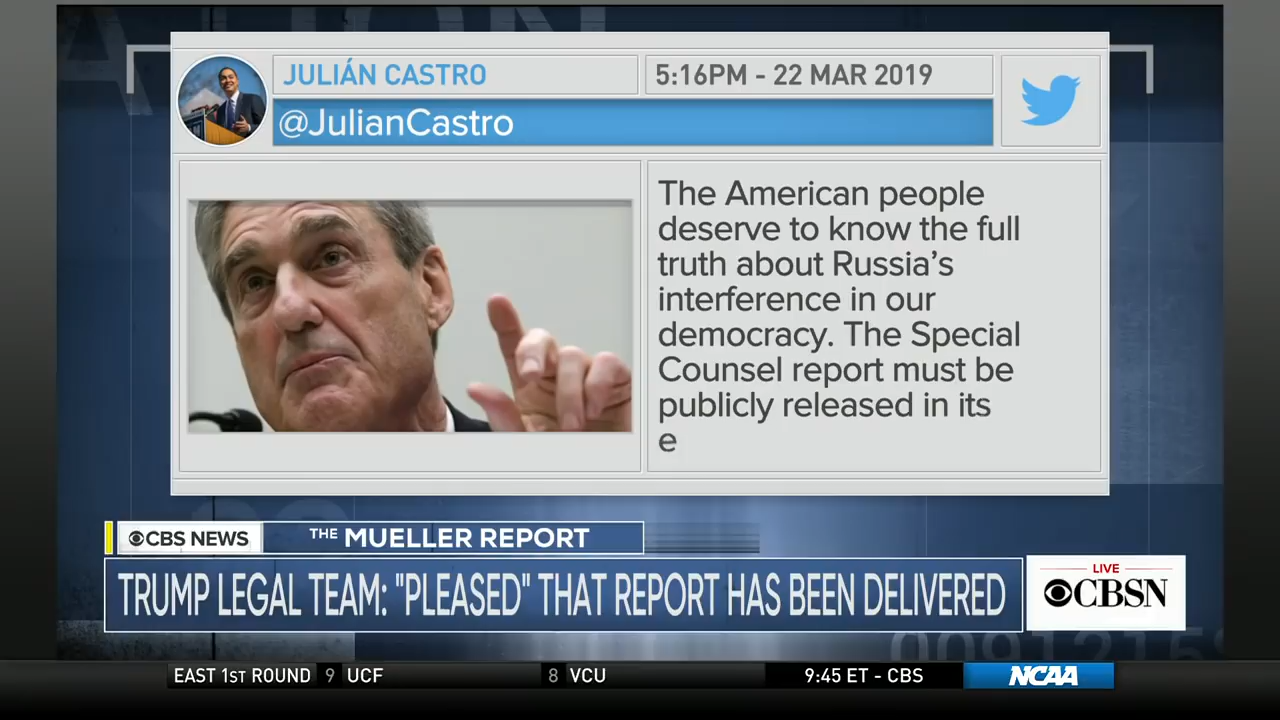 JULIÁN CASTRO
5:16PM - 22 MAR 2019
@JulianCastro
The American people
deserve to know the full
truth about Russia’s
interference in our
democracy. The Special
Counsel report must be
publicly released in its
e
CBS NEWS
THE MUELLER REPORT
TRUMP LEGAL TEAM: "PLEASED" THAT REPORT HAS BEEN DELIVERED
LIVE
CBSN
EAST 1ST ROUND 9 UCF 8 VCU 9:45 ET - CBS NCAA